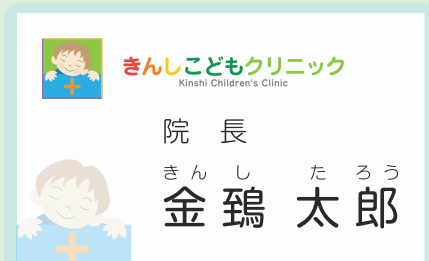 きんしこどもクリニック
Kinshi Children's Clinic
院 長
きん し た ろう
金鵄 太郎